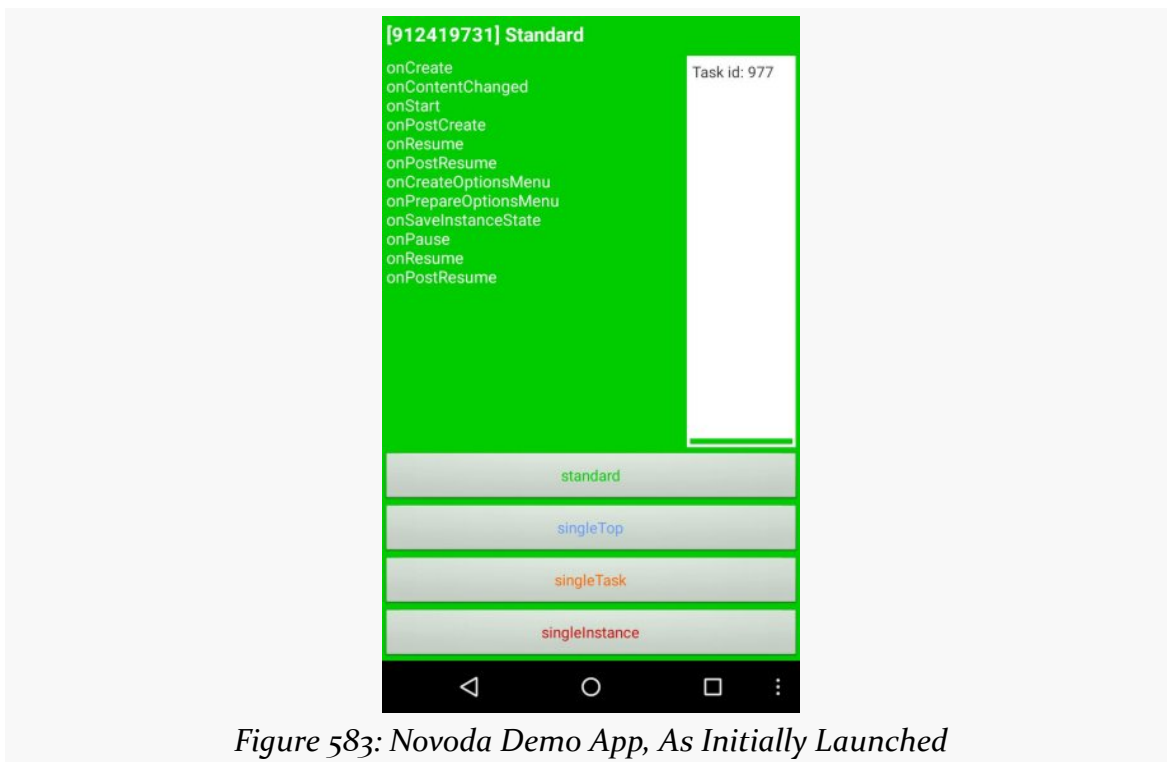 [912419731] Standard
onCreate
onContentChanged
onStart
onPostCreate
onResume
onPostResume
onCreateOptionsMenu
onPrepareOptionsMenu
onSaveInstanceState
onPause
onResume
onPostResume
Task id: 977
standard
singleTop
singleTask
singleInstance
Figure 583: Novoda Demo App, As Initially Launched